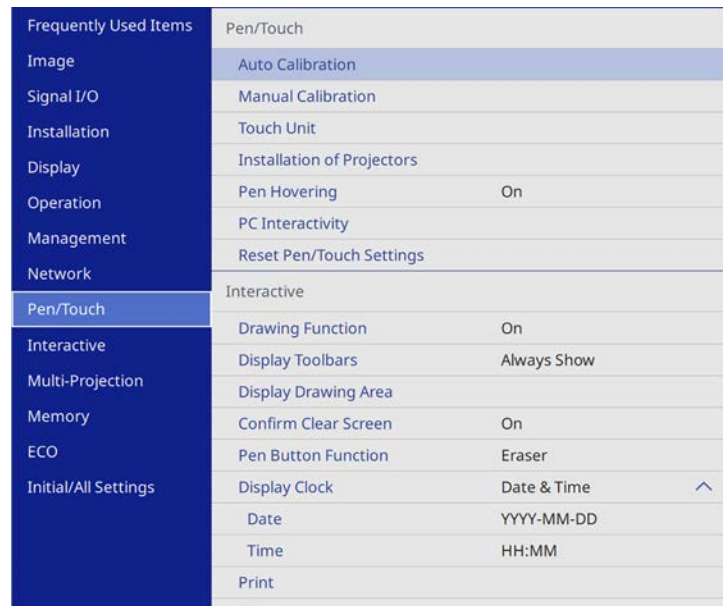 Frequently Used Items
Image
Signal I/O
Installation
Display
Operation
Management
Network
Pen/Touch
Interactive
Multi-Projection
Memory
ECO
Initial/All Settings
Pen/Touch
Auto Calibration
Manual Calibration
Touch Unit
Installation of Projectors
Pen Hovering On
PC Interactivity
Reset Pen/Touch Settings
Interactive
Drawing Function On
Display Toolbars Always Show
Display Drawing Area
Confirm Clear Screen On
Pen Button Function Eraser
Display Clock Date & Time
Date YYYY-MM-DD
Time HH:MM
Print